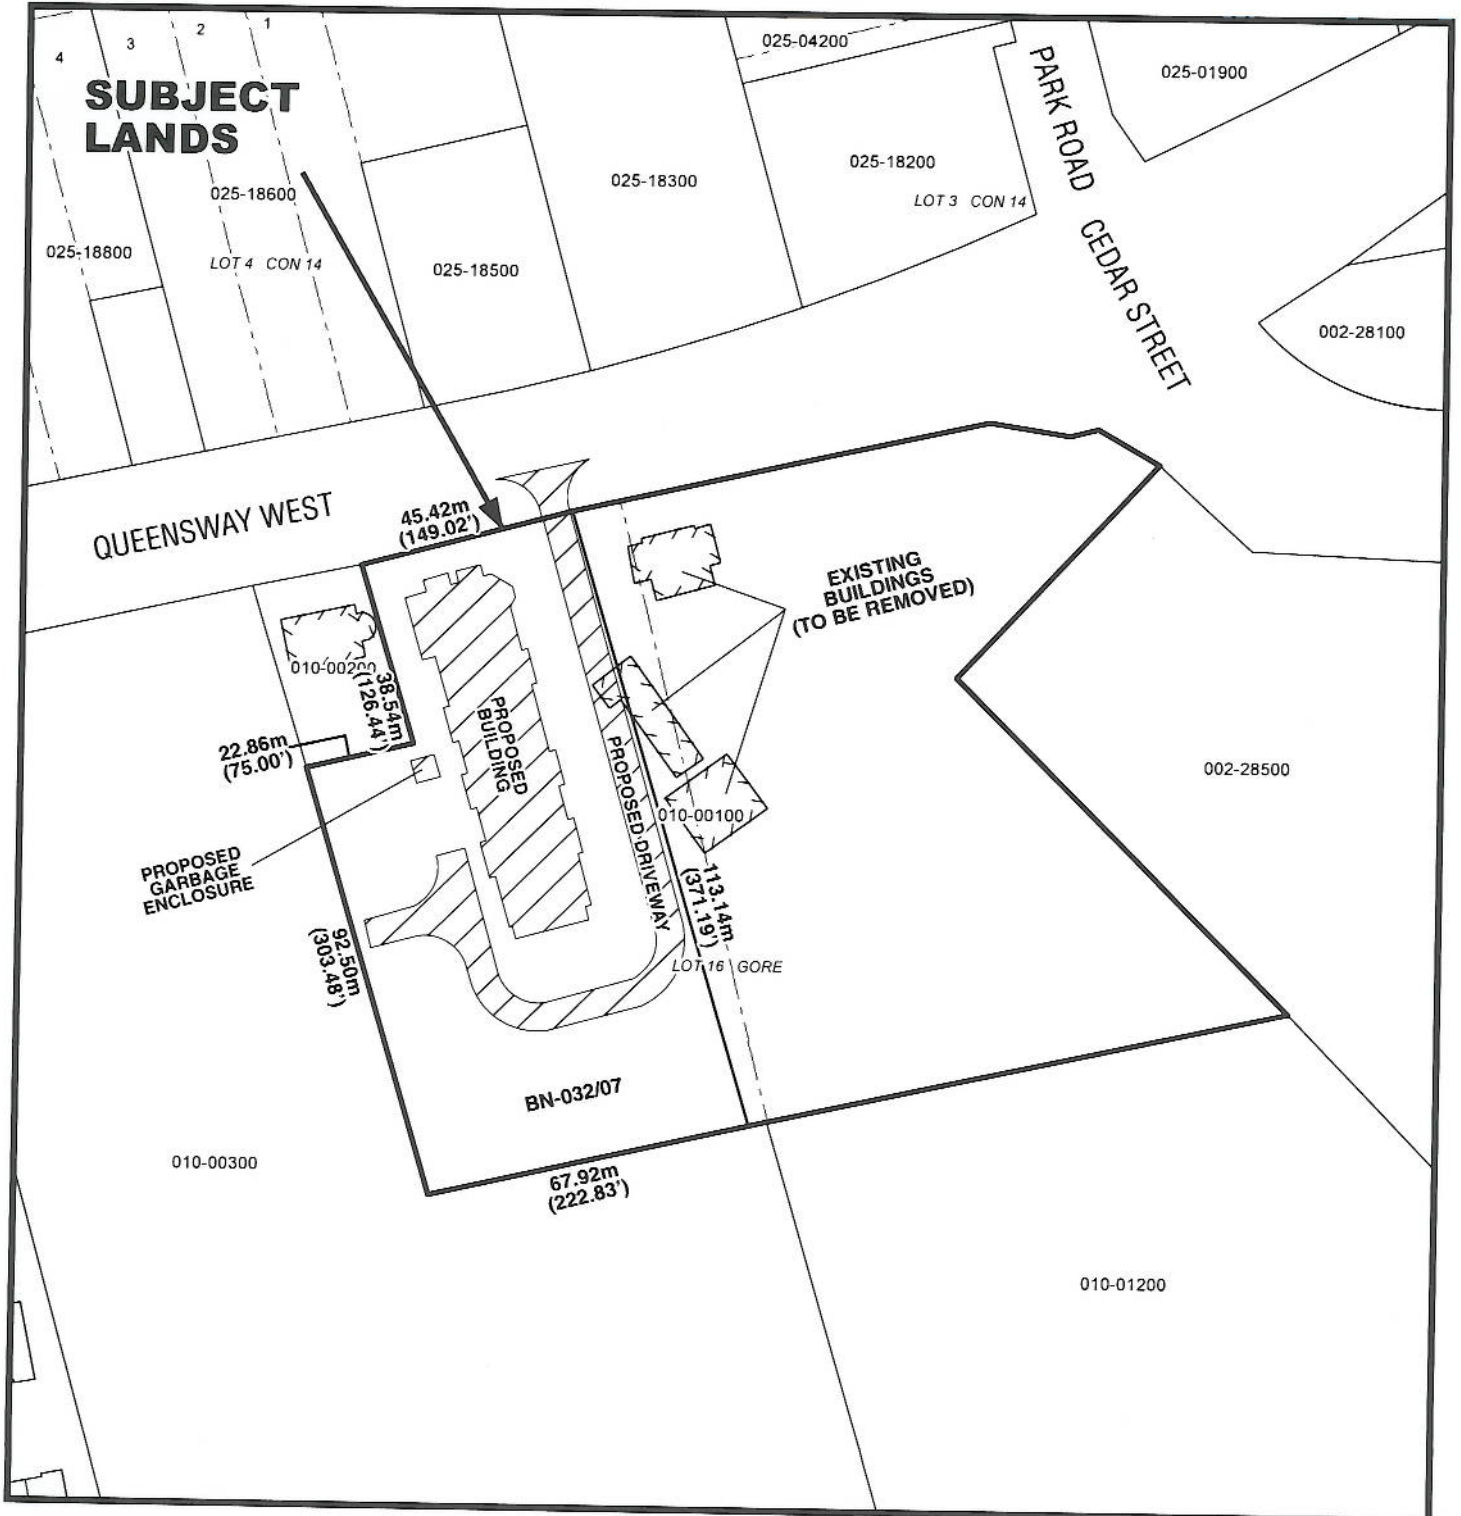 4
3
2
1
SUBJECT
LANDS
025-04200
025-01900
PARK ROAD
CEDAR STREET
025-18600
025-18300
025-18200
LOT 3 CON 14
025-18800
LOT 4 CON 14
025-18500
002-28100
QUEENSWAY WEST
45.42m
(149.02')
EXISTING
BUILDINGS
(TO BE REMOVED)
010-00200
38.54m
(126.44')
22.86m
(75.00')
PROPOSED
BUILDING
PROPOSED DRIVEWAY
010-00100
002-28500
PROPOSED
GARBAGE
ENCLOSURE
113.14m
(371.19')
92.50m
(303.48')
LOT 16 GORE
BN-032/07
010-00300
67.92m
(222.83')
010-01200